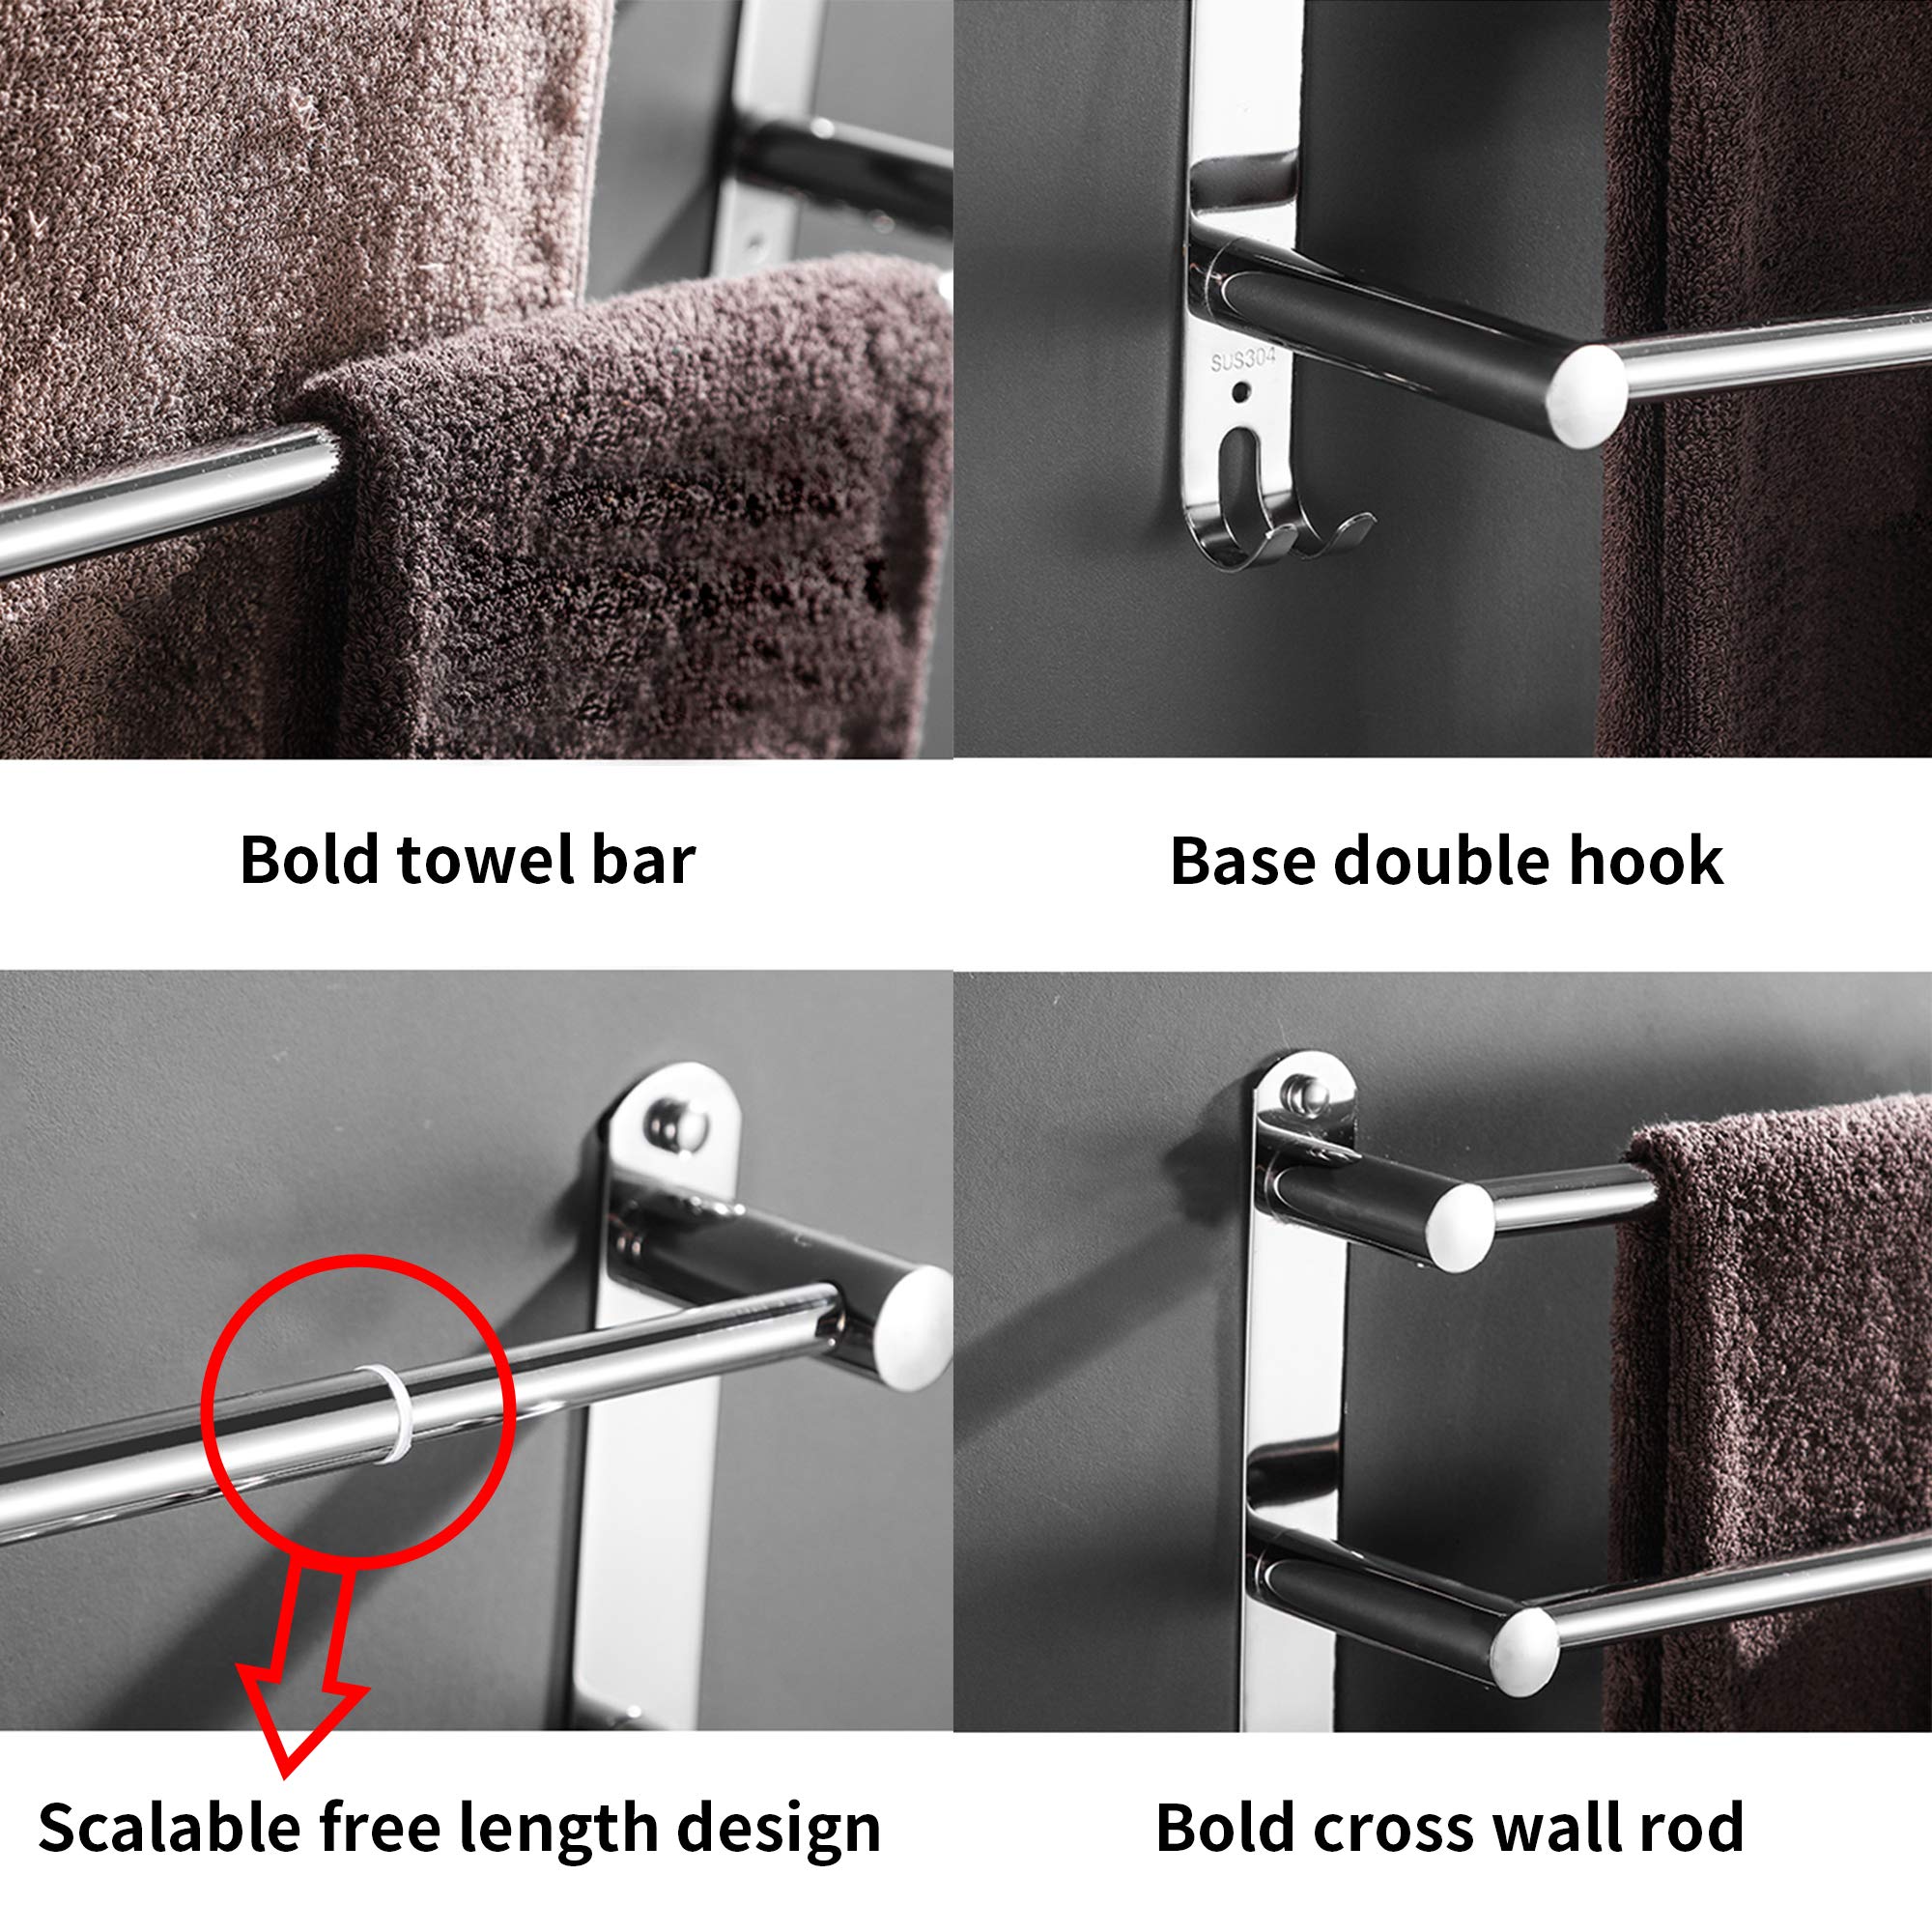 SUS304
Bold towel bar
Base double hook
Scalable free length design
Bold cross wall rod